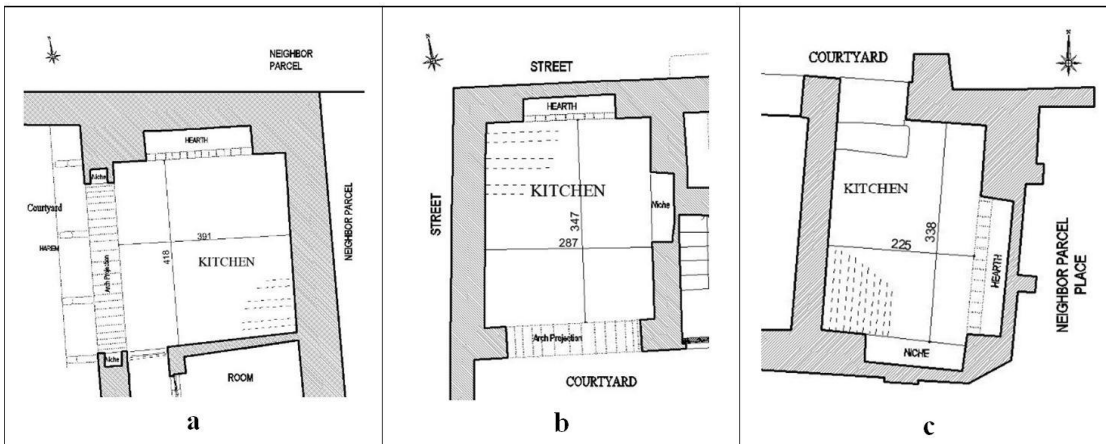 N
NEIGHBOR
PARCEL
HEARTH
Niche
Courtyard
HAREM
391
418
KITCHEN
Arch Projection
NEIGHBOR PARCEL
Niche
ROOM
a
N
STREET
HEARTH
KITCHEN
STREET
347
Niche
287
Arch Projection
COURTYARD
b
COURTYARD
N
KITCHEN
338
225
HEARTH
NEIGHBOR PARCEL
PLACE
NICHE
c